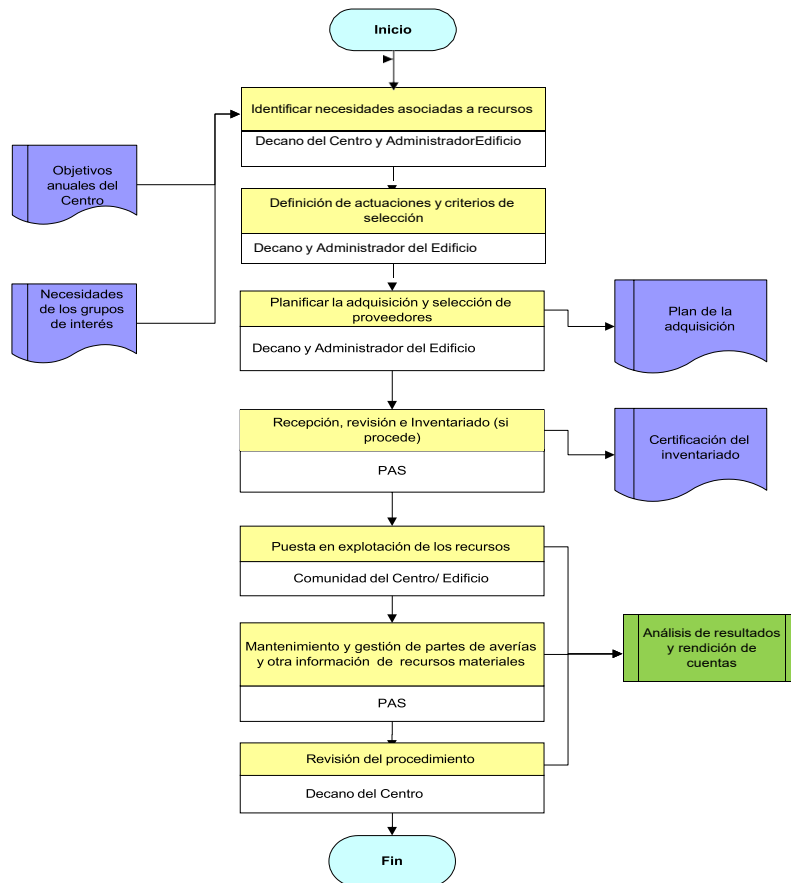 Inicio
Identificar necesidades asociadas a recursos
Decano del Centro y AdministradorEdificio
Objetivos
anuales del
Centro
Definición de actuaciones y criterios de
selección
Decano y Administrador del Edificio
Necesidades
de los grupos
de interés
Planificar la adquisición y selección de
proveedores
Decano y Administrador del Edificio
Plan de la
adquisición
Recepción, revisión e Inventariado (si
procede)
PAS
Certificación del
inventariado
Puesta en explotación de los recursos
Comunidad del Centro/ Edificio
Mantenimiento y gestión de partes de averías
y otra información de recursos materiales
PAS
Análisis de resultados
y rendición de
cuentas
Revisión del procedimiento
Decano del Centro
Fin